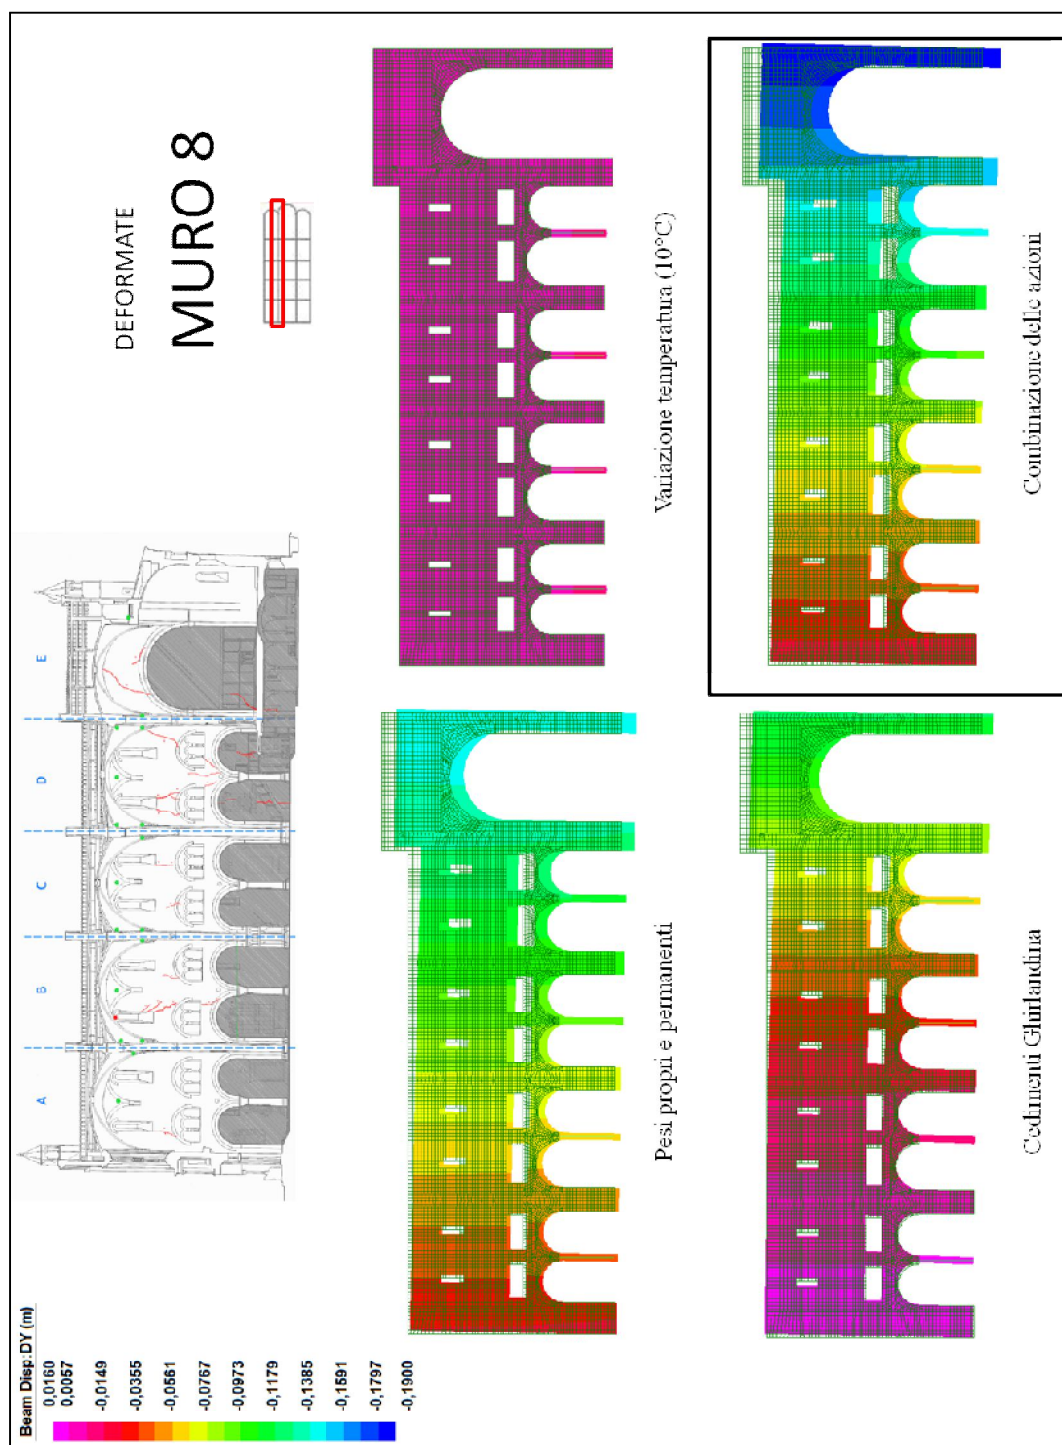 DEFORMATE
MURO 8
A
B
C
D
E
Beam Disp:DY (m)
0,0160
0,0057
-0,0149
-0,0355
-0,0561
-0,0767
-0,0973
-0,1179
-0,1385
-0,1591
-0,1797
-0,1900
Pesi propri e permanenti
Variazione temperatura (10°C)
Cedimenti Ghirlandina
Combinazione delle azioni